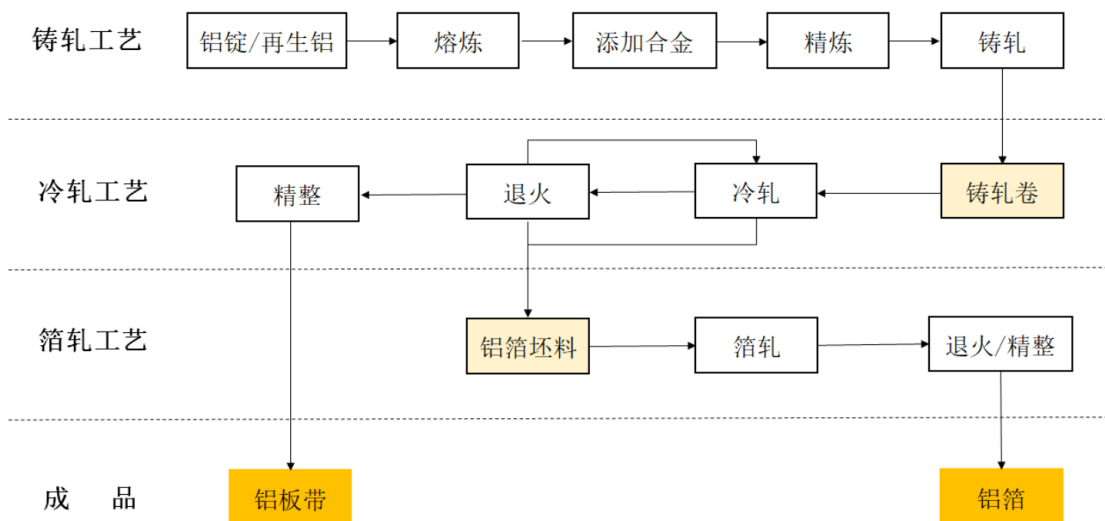 铸轧工艺
铝锭/再生铝
熔炼
添加合金
精炼
铸轧
冷轧工艺
精整
退火
冷轧
铸轧卷
箔轧工艺
铝箔坯料
箔轧
退火/精整
成 品
铝板带
铝箔